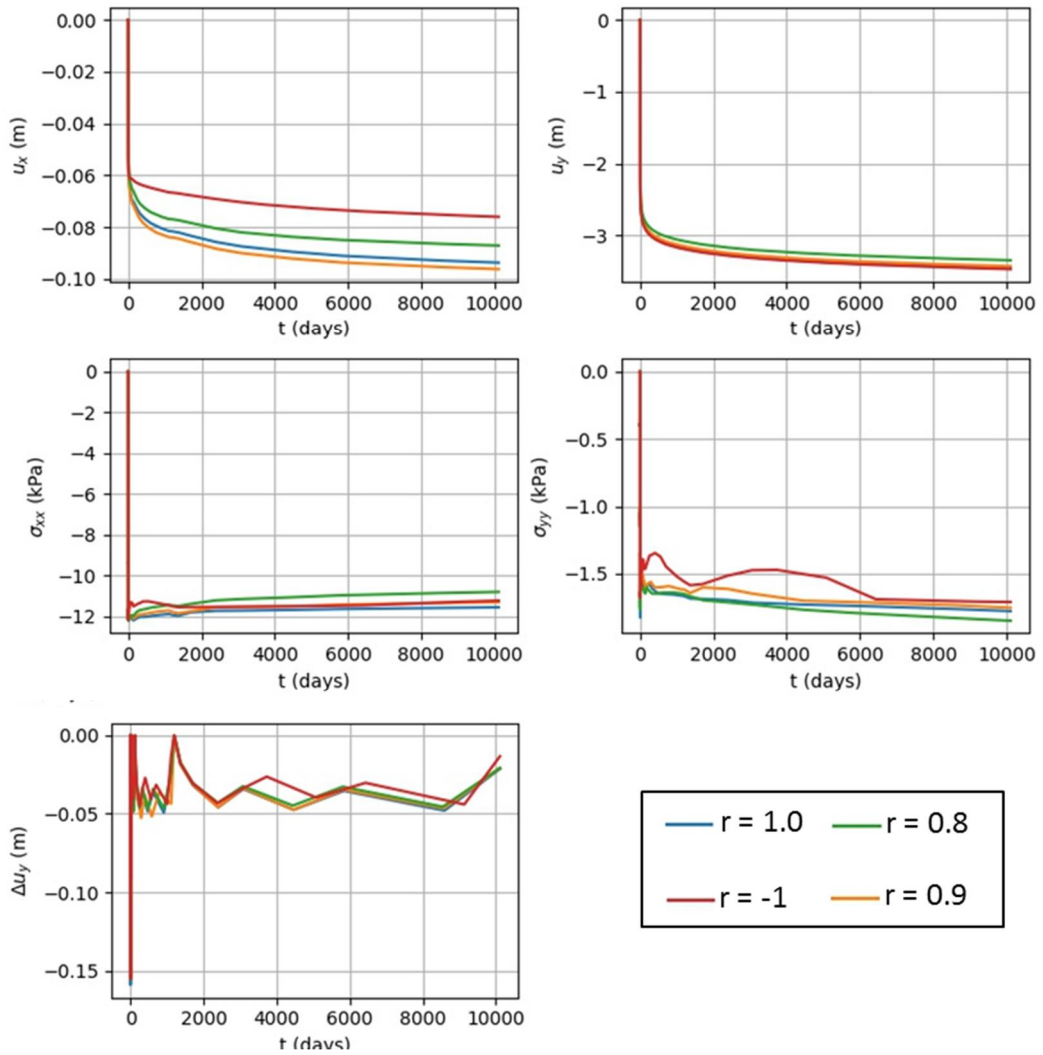 0.00
−0.02
−0.04
−0.06
−0.08
−0.10
uₓ (m)
0 2000 4000 6000 8000 10000
t (days)
0
−1
−2
−3
u_y (m)
0 2000 4000 6000 8000 10000
t (days)
0
−2
−4
−6
−8
−10
−12
σₓₓ (kPa)
0 2000 4000 6000 8000 10000
t (days)
0.0
−0.5
−1.0
−1.5
σ_yy (kPa)
0 2000 4000 6000 8000 10000
t (days)
0.00
−0.05
−0.10
−0.15
Δu_y (m)
0 2000 4000 6000 8000 10000
t (days)
r = 1.0 r = 0.8
r = -1 r = 0.9